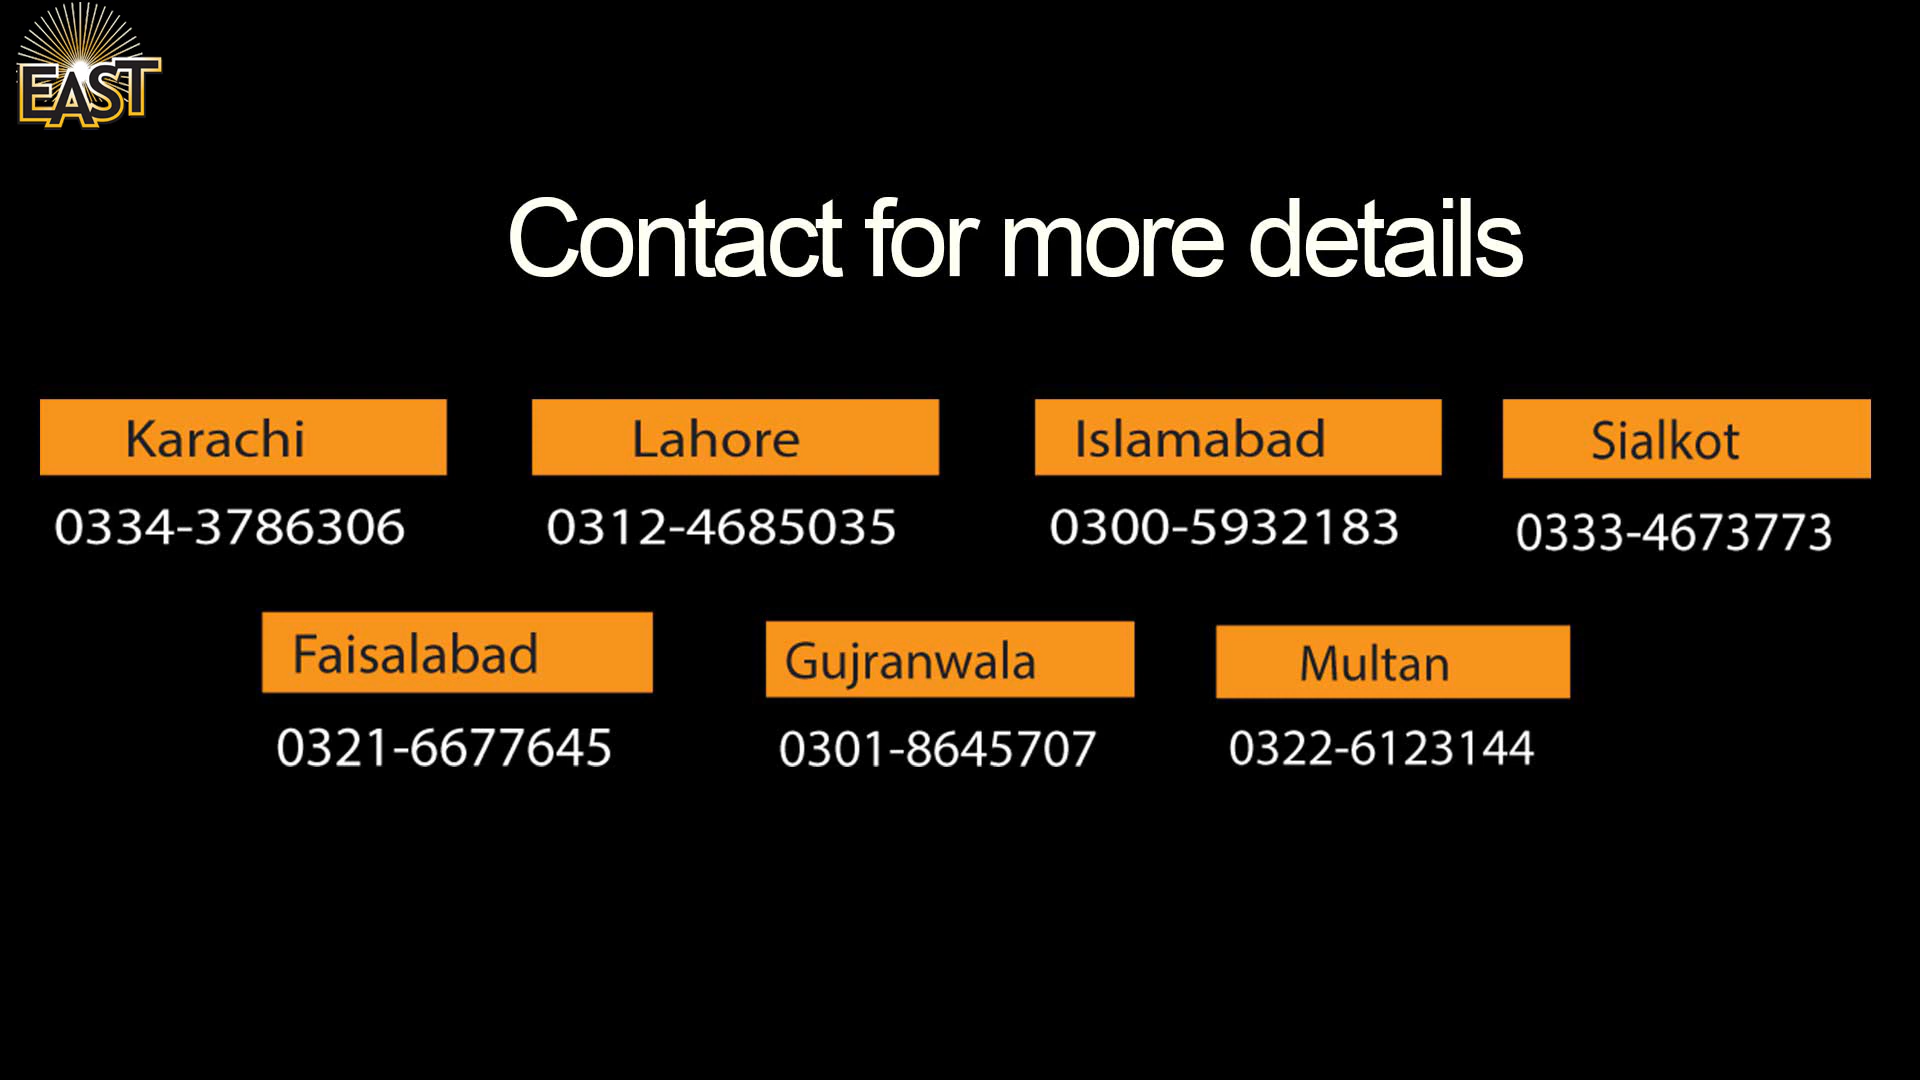 EAST
Contact for more details
Karachi
Lahore
Islamabad
Sialkot
0334-3786306
0312-4685035
0300-5932183
0333-4673773
Faisalabad
Gujranwala
Multan
0321-6677645
0301-8645707
0322-6123144